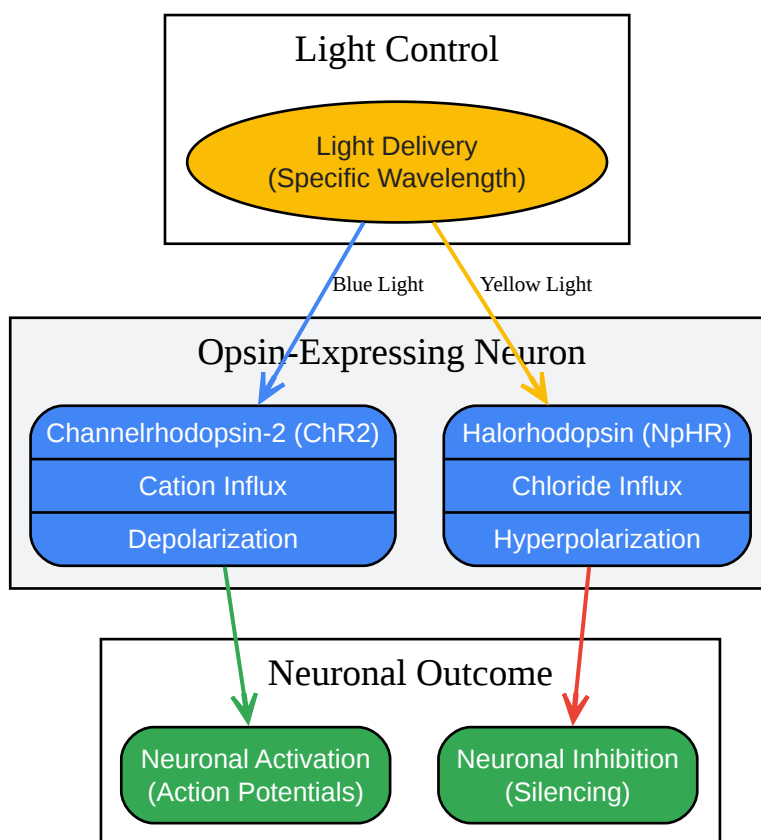 Light Control
Light Delivery
(Specific Wavelength)
Blue Light
Yellow Light
Opsin-Expressing Neuron
Channelrhodopsin-2 (ChR2)
Cation Influx
Depolarization
Halorhodopsin (NpHR)
Chloride Influx
Hyperpolarization
Neuronal Outcome
Neuronal Activation
(Action Potentials)
Neuronal Inhibition
(Silencing)